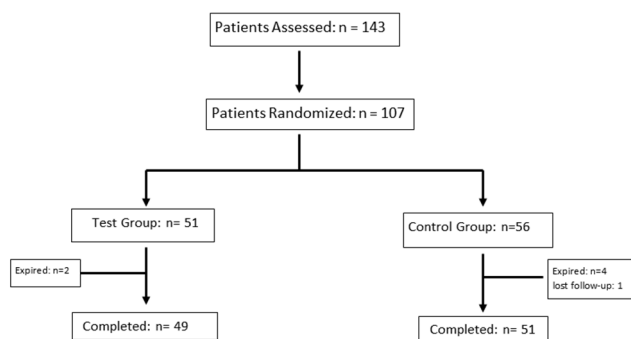 Patients Assessed: n = 143
Patients Randomized: n = 107
Test Group: n= 51
Control Group: n=56
Expired: n=2
Expired: n=4
lost follow-up: 1
Completed: n= 49
Completed: n= 51